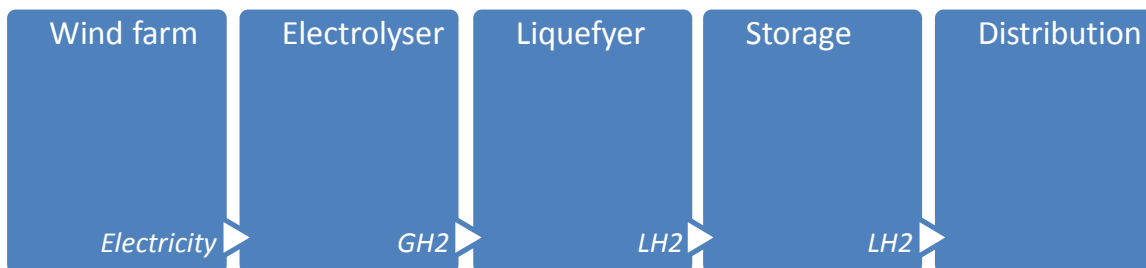 Wind farm
Electrolyser
Liquefyer
Storage
Distribution
Electricity
GH2
LH2
LH2